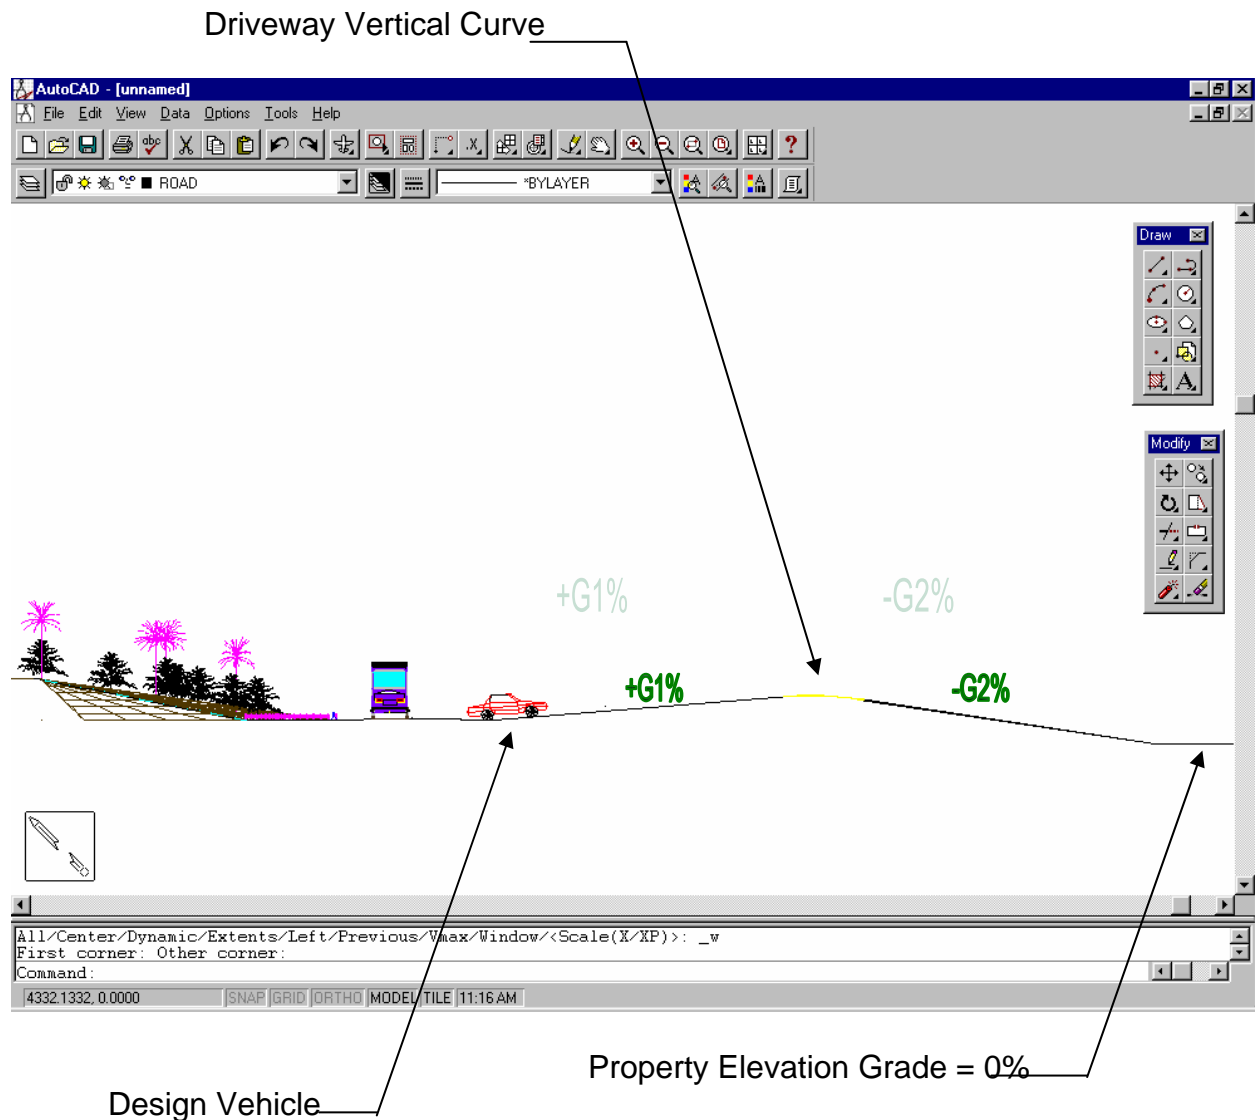 Driveway Vertical Curve
AutoCAD - [unnamed]
File Edit View Data Options Tools Help
ROAD
*BYLAYER
Draw
Modify
+G1% -G2%
+G1% -G2%
All/Center/Dynamic/Extents/Left/Previous/Vmax/Window/<Scale(X/XP)>: _w
First corner: Other corner:
Command:
4332.1332, 0.0000 SNAP GRID ORTHO MODEL TILE 11:16 AM
Property Elevation Grade = 0%
Design Vehicle